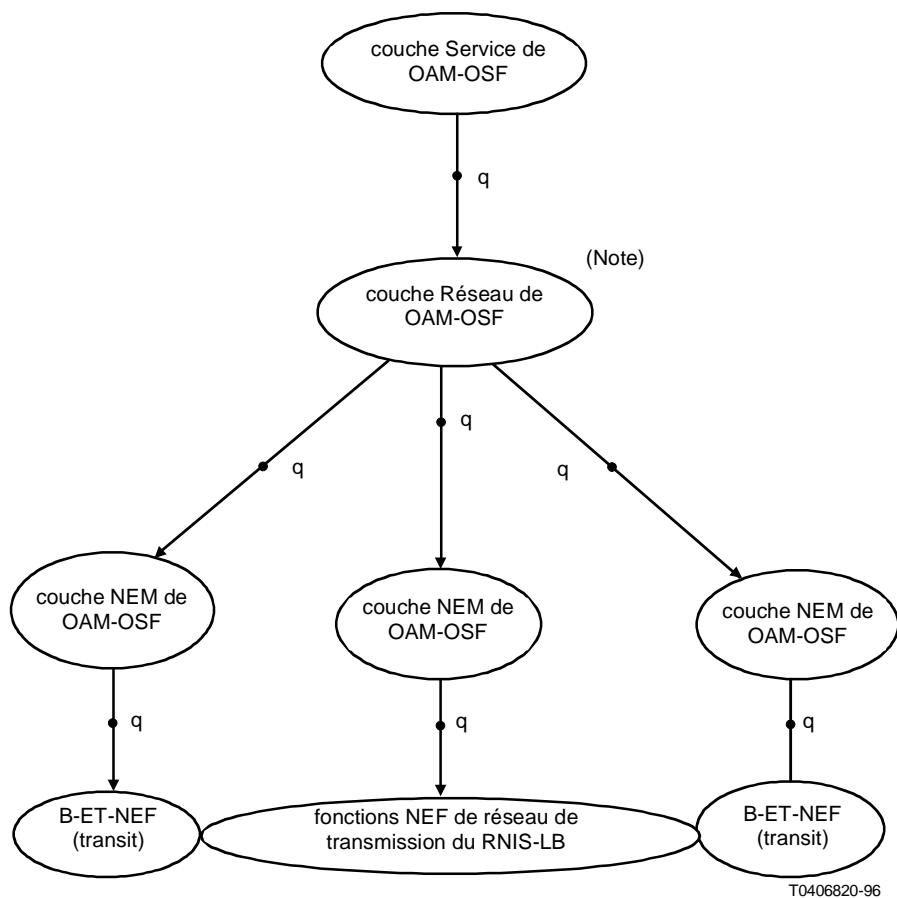 couche Service de
OAM-OSF
q
(Note)
couche Réseau de
OAM-OSF
q
q
q
couche NEM de
OAM-OSF
couche NEM de
OAM-OSF
couche NEM de
OAM-OSF
q
q
q
B-ET-NEF
(transit)
fonctions NEF de réseau de
transmission du RNIS-LB
B-ET-NEF
(transit)
T0406820-96